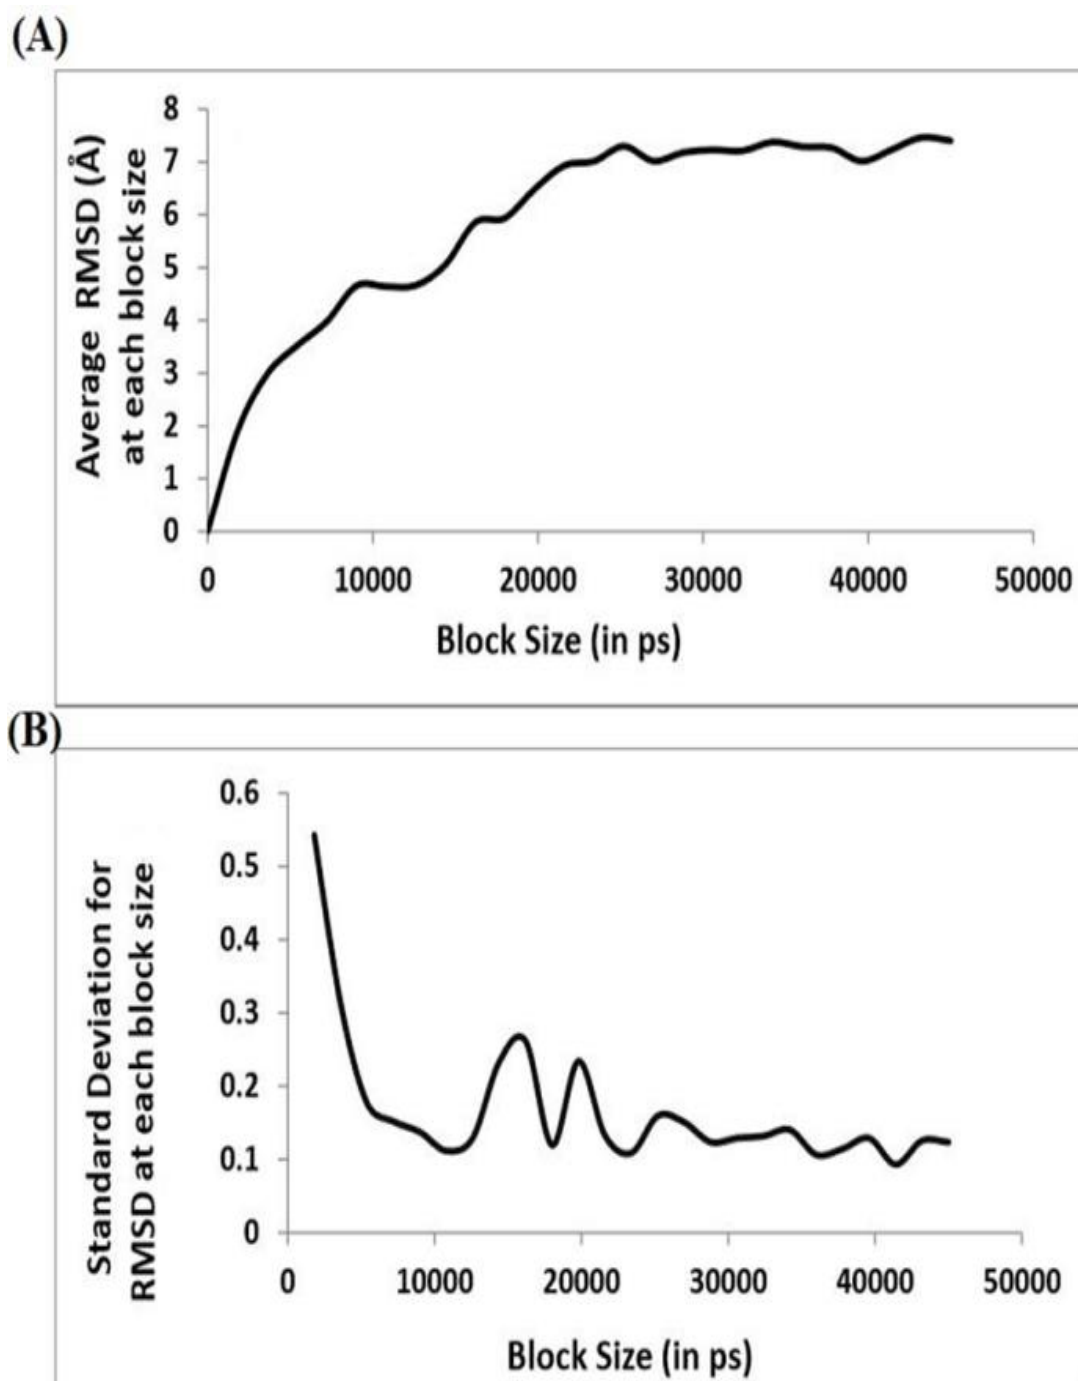 (A)
8
7
6
5
4
3
2
1
0
Average RMSD (Å)
at each block size
0 10000 20000 30000 40000 50000
Block Size (in ps)
(B)
0.6
0.5
0.4
0.3
0.2
0.1
0
Standard Deviation for
RMSD at each block size
0 10000 20000 30000 40000 50000
Block Size (in ps)